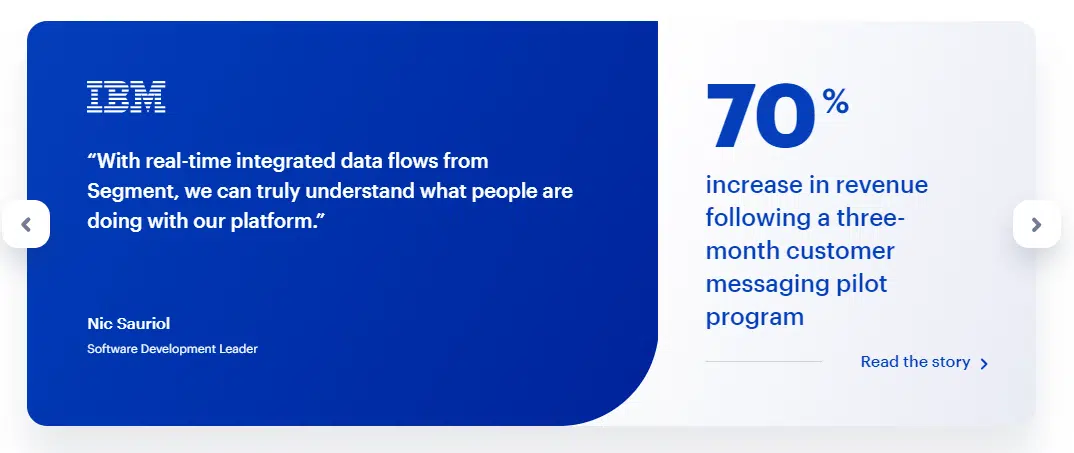 IBM
“With real-time integrated data flows from
Segment, we can truly understand what people are
doing with our platform.”
Nic Sauriol
Software Development Leader
70%
increase in revenue
following a three-
month customer
messaging pilot
program
Read the story